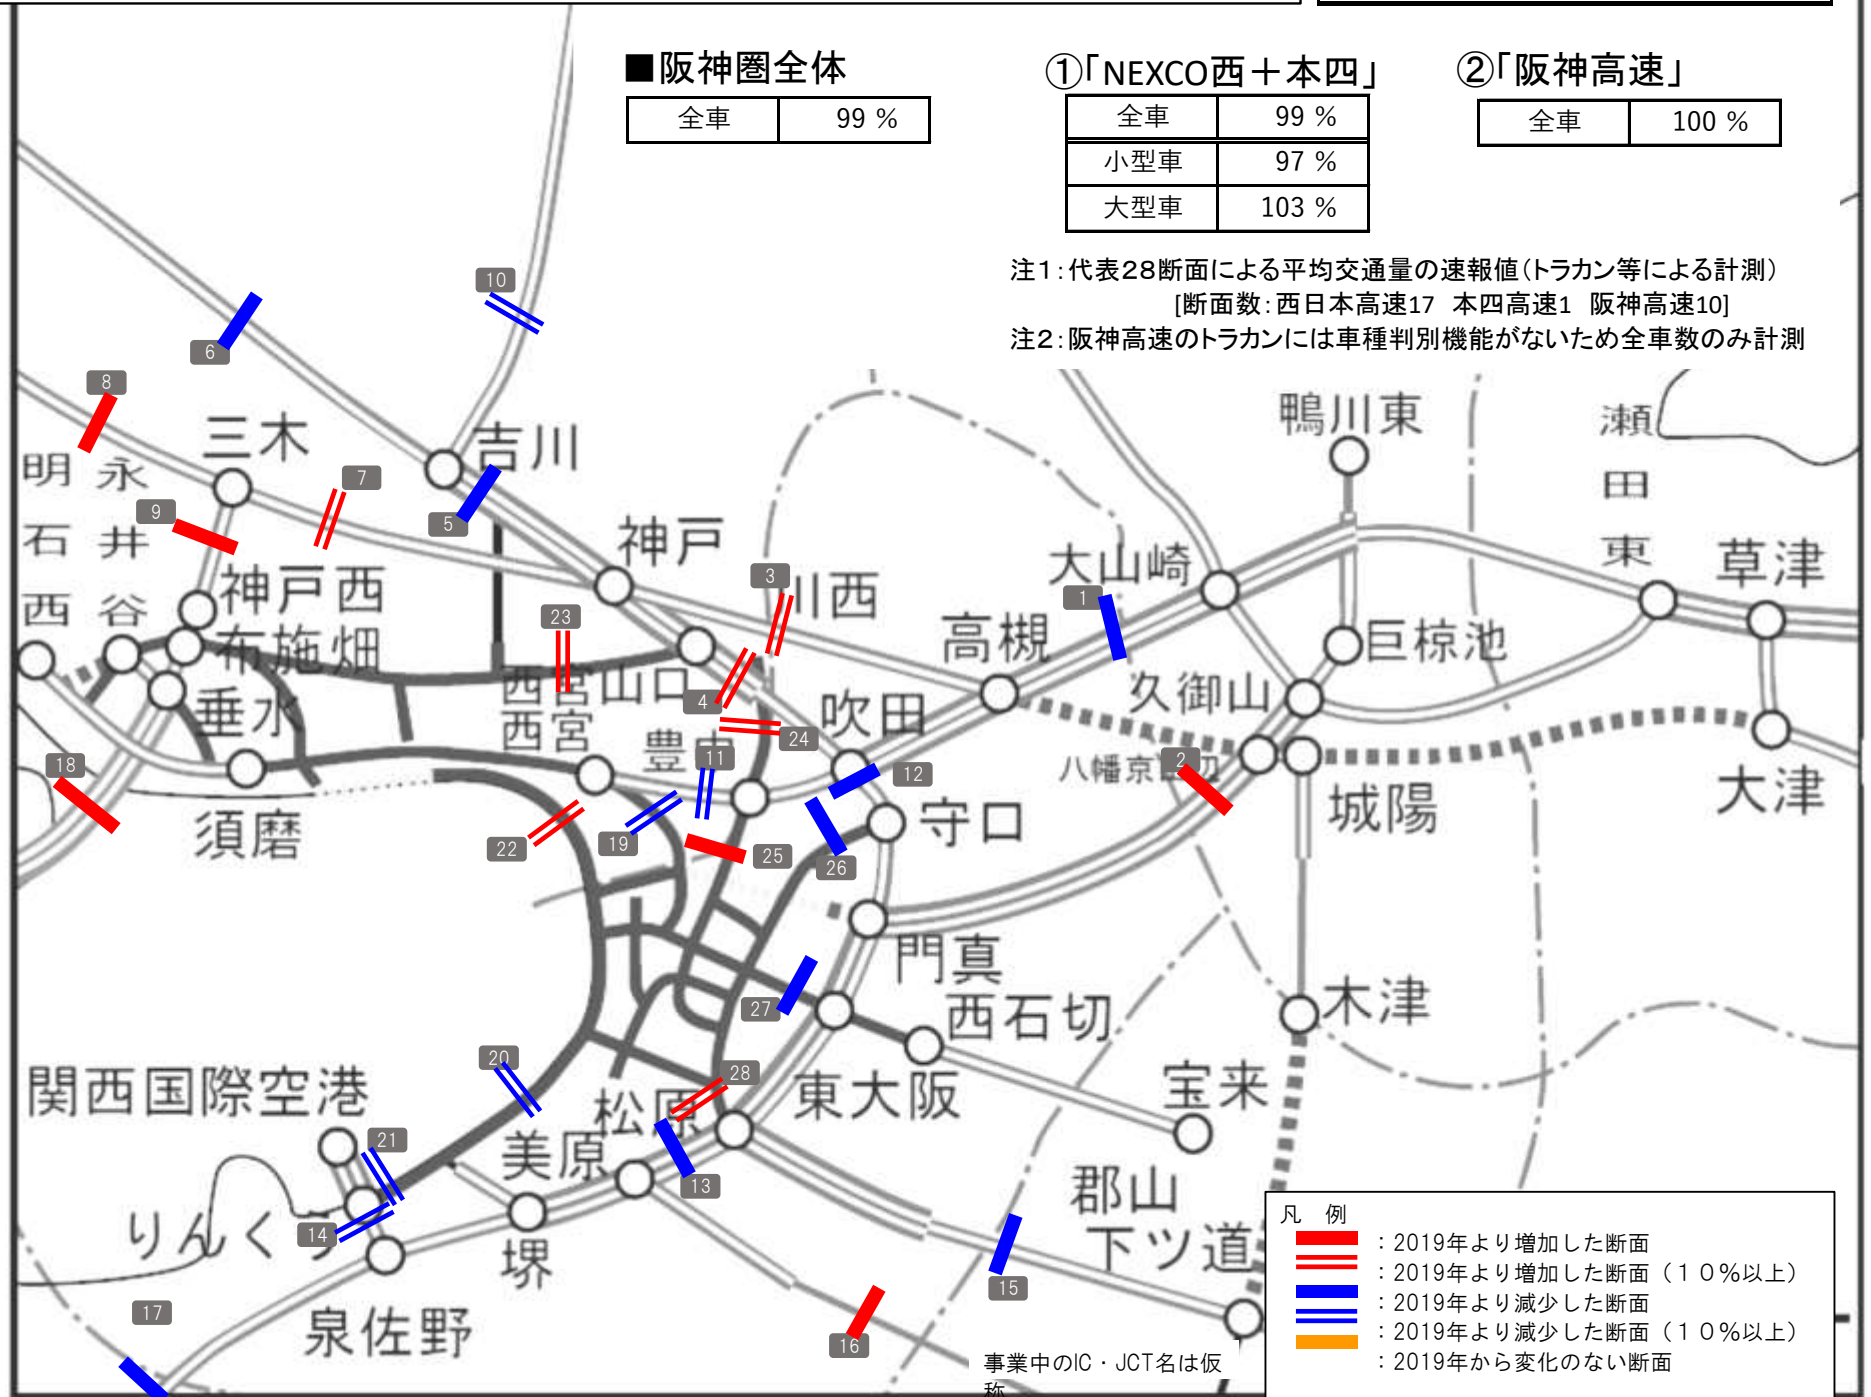 ■阪神圏全体
全車 99 %
①「NEXCO西＋本四」
全車 99 %
小型車 97 %
大型車 103 %
②「阪神高速」
全車 100 %
注1：代表28断面による平均交通量の速報値（トラカン等による計測）
[断面数：西日本高速17 本四高速1 阪神高速10]
注2：阪神高速のトラカンには車種判別機能がないため全車数のみ計測
10
6
8
三木
吉川
鴨川東
瀬田東
明石西
永井谷
7
9
5
神戸
大山崎
草津
神戸西
3
川西
1
23
高槻
巨椋池
布施畑
西宮山口
4
久御山
垂水
西宮
吹田
24
豊中
11
18
12
八幡京田辺
2
大津
須磨
守口
城陽
22
19
25
26
門真
27
西石切
木津
20
関西国際空港
松原
28
東大阪
宝来
21
美原
13
郡山
りんくう
14
堺
下ツ道
15
17
泉佐野
16
事業中のIC・JCT名は仮
称
凡 例
：2019年より増加した断面
：2019年より増加した断面（１０％以上）
：2019年より減少した断面
：2019年より減少した断面（１０％以上）
：2019年から変化のない断面